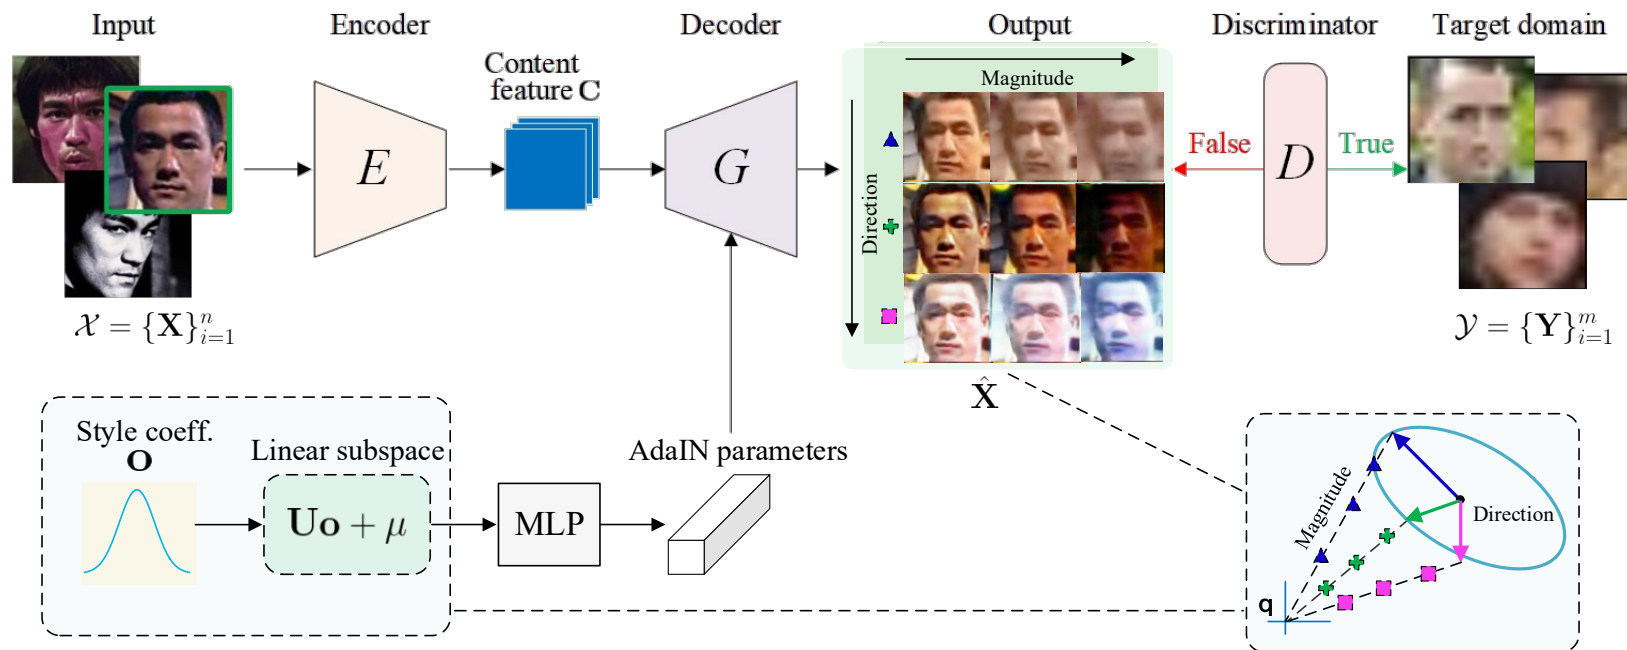 Input
Encoder
Decoder
Output
Discriminator
Target domain
Content
feature C
Magnitude
Direction
E
G
False
D
True
𝒳 = {X}ⁿᵢ₌₁
X̂
𝒴 = {Y}ᵐᵢ₌₁
Style coeff.
O
Linear subspace
Uo + μ
MLP
AdaIN parameters
Magnitude
Direction
q